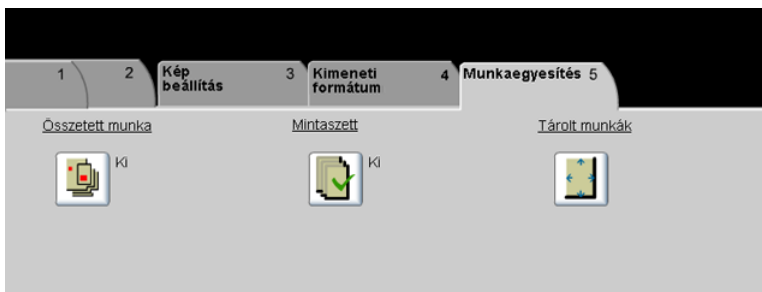 1 2 Kép beállítás 3 Kimeneti formátum 4 Munkaegyesítés 5
Összetett munka Mintaszett Tárolt munkák
Ki Ki